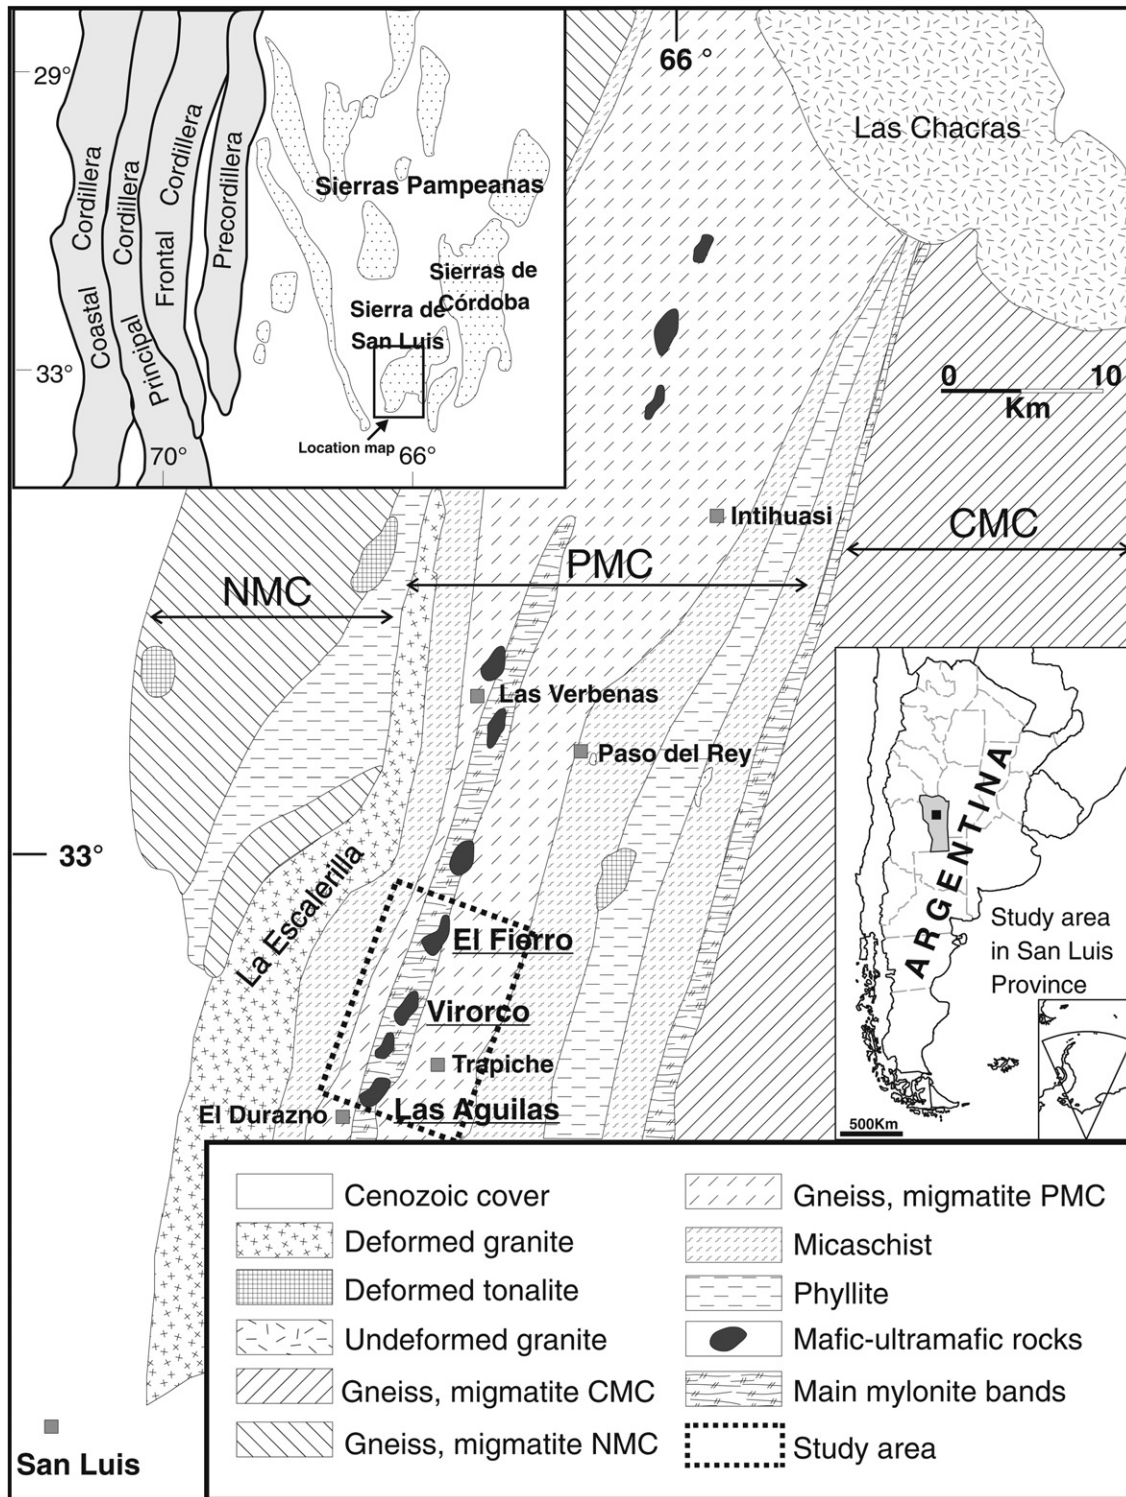 29°
33°
70°
66°
Coastal Cordillera
Principal Cordillera
Frontal Cordillera
Precordillera
Sierras Pampeanas
Sierras de
Córdoba
Sierra de
San Luis
Location map
66°
Las Chacras
0 10
Km
Intihuasi
CMC
PMC
NMC
Las Verbenas
Paso del Rey
33°
La Escalerilla
El Fierro
Virorco
Trapiche
El Durazno
Las Aguilas
San Luis
ARGENTINA
Study area
in San Luis
Province
500Km
Cenozoic cover
Deformed granite
Deformed tonalite
Undeformed granite
Gneiss, migmatite CMC
Gneiss, migmatite NMC
Gneiss, migmatite PMC
Micaschist
Phyllite
Mafic-ultramafic rocks
Main mylonite bands
Study area